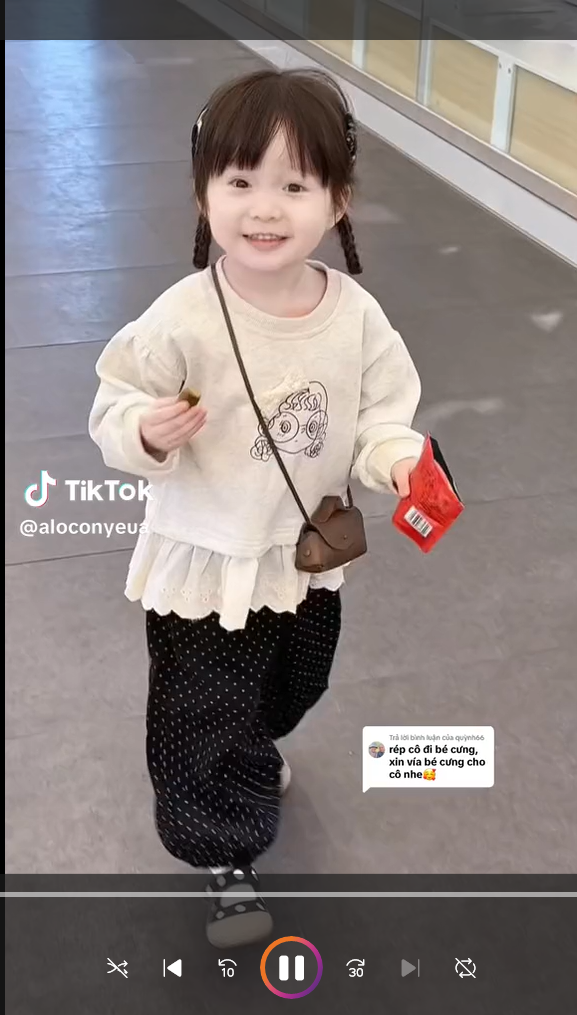 TikTok
@aloconyeua
Trả lời bình luận của quỳnh66
rép cô đi bé cưng,
xin vía bé cưng cho
cô nhe🥰
10
30